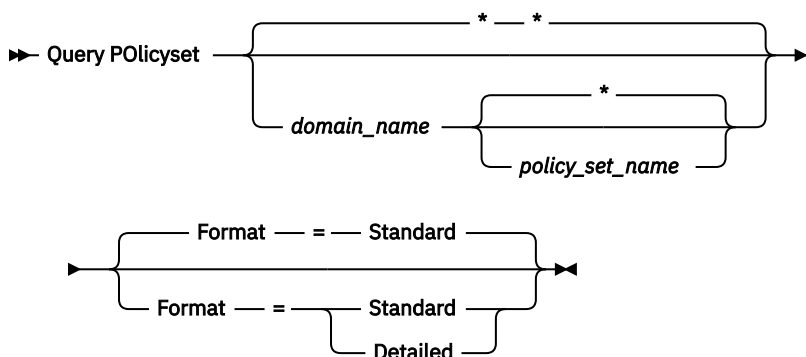 * *
Query POlicyset
*
domain_name
policy_set_name
Format = Standard
Format = Standard
Detailed